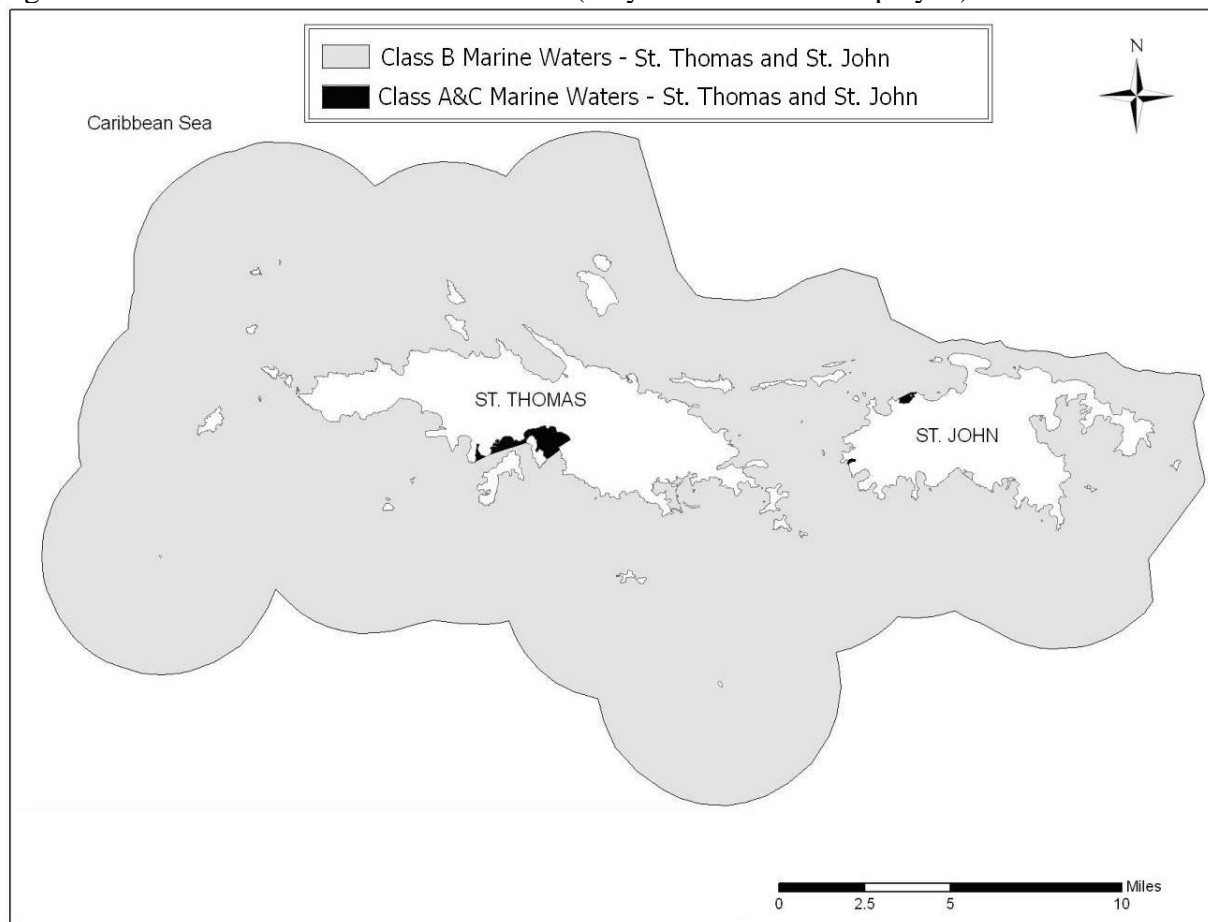 Class B Marine Waters - St. Thomas and St. John
Class A&C Marine Waters - St. Thomas and St. John
N
Caribbean Sea
ST. THOMAS
ST. JOHN
Miles
0 2.5 5 10